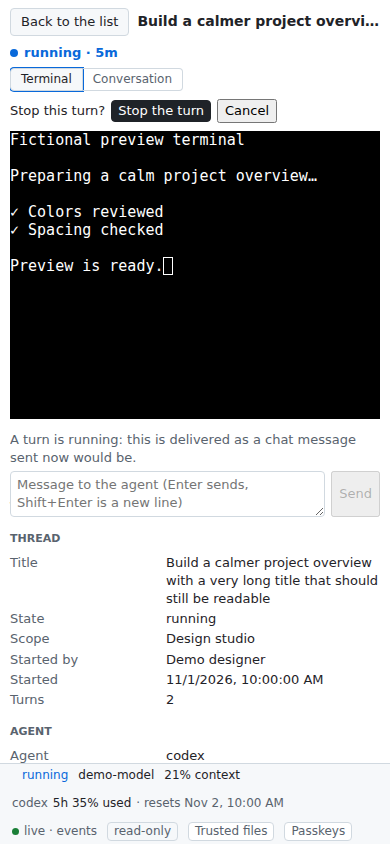 Back to the list Build a calmer project overvi…
running · 5m
Terminal Conversation
Stop this turn? Stop the turn Cancel
Fictional preview terminal
Preparing a calm project overview…
✓ Colors reviewed
✓ Spacing checked
Preview is ready.
A turn is running: this is delivered as a chat message
sent now would be.
Message to the agent (Enter sends,
Shift+Enter is a new line)
Send
THREAD
Title Build a calmer project overview
with a very long title that should
still be readable
State running
Scope Design studio
Started by Demo designer
Started 11/1/2026, 10:00:00 AM
Turns 2
AGENT
Agent codex
running demo-model 21% context
codex 5h 35% used · resets Nov 2, 10:00 AM
live · events read-only Trusted files Passkeys